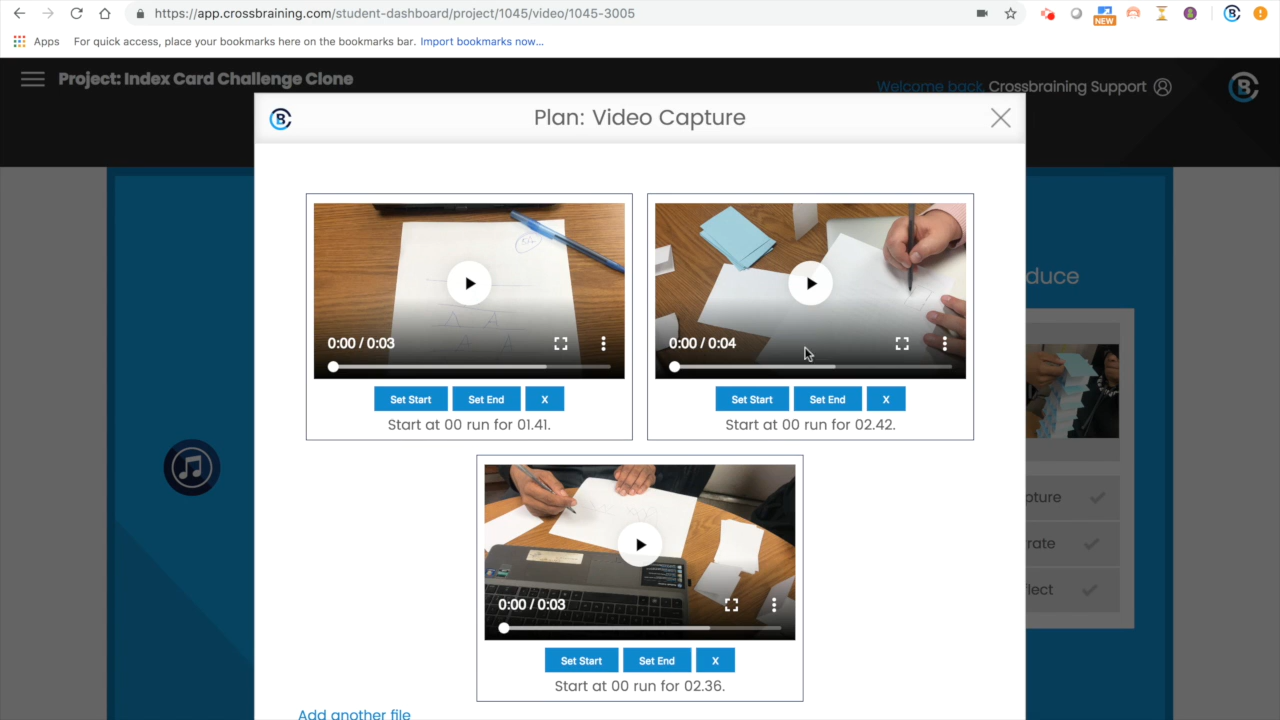 https://app.crossbraining.com/student-dashboard/project/1045/video/1045-3005
NEW
Apps
For quick access, place your bookmarks here on the bookmarks bar. Import bookmarks now...
Project: Index Card Challenge Clone
Welcome back Crossbraining Support
B
B
Plan: Video Capture
0:00 / 0:03
0:00 / 0:04
Set Start
Set End
X
Set Start
Set End
X
Start at 00 run for 01.41.
Start at 00 run for 02.42.
duce
0:00 / 0:03
pture
rate
flect
Set Start
Set End
X
Start at 00 run for 02.36.
Add another file